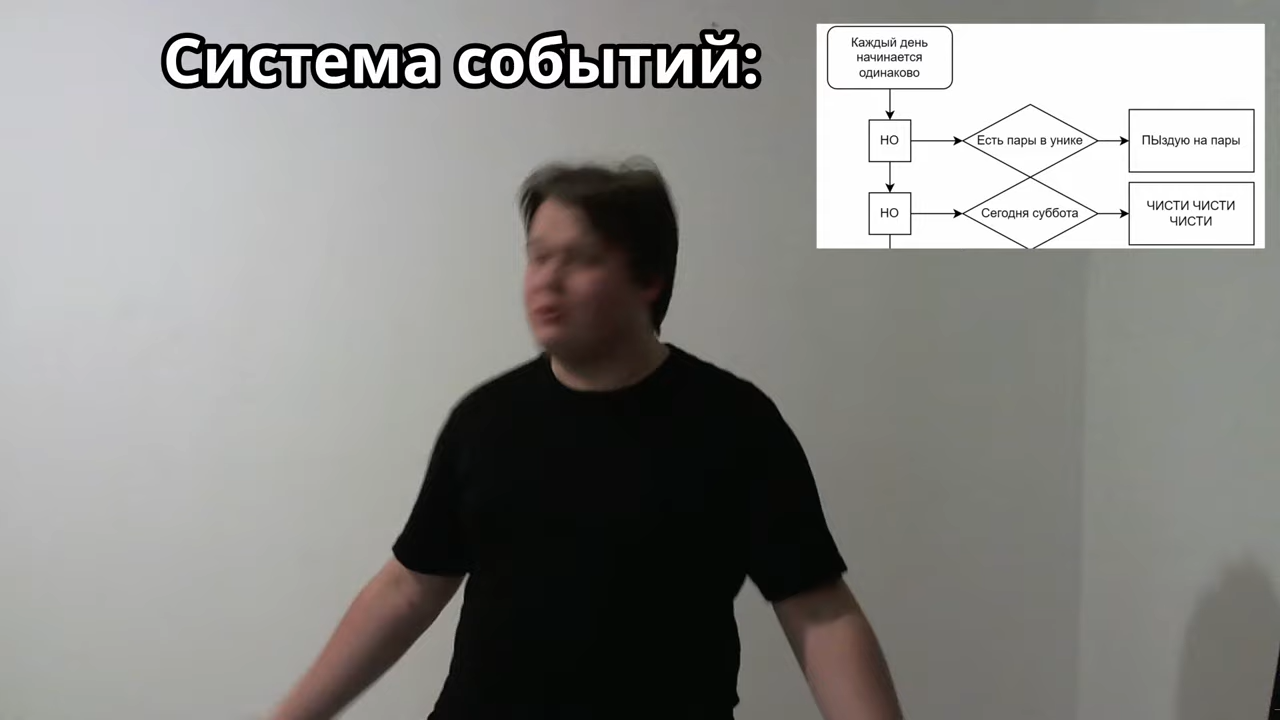 Система событий:
Каждый день
начинается
одинаково
НО
Есть пары в унике
ПЫздую на пары
НО
Сегодня суббота
ЧИСТИ ЧИСТИ
ЧИСТИ